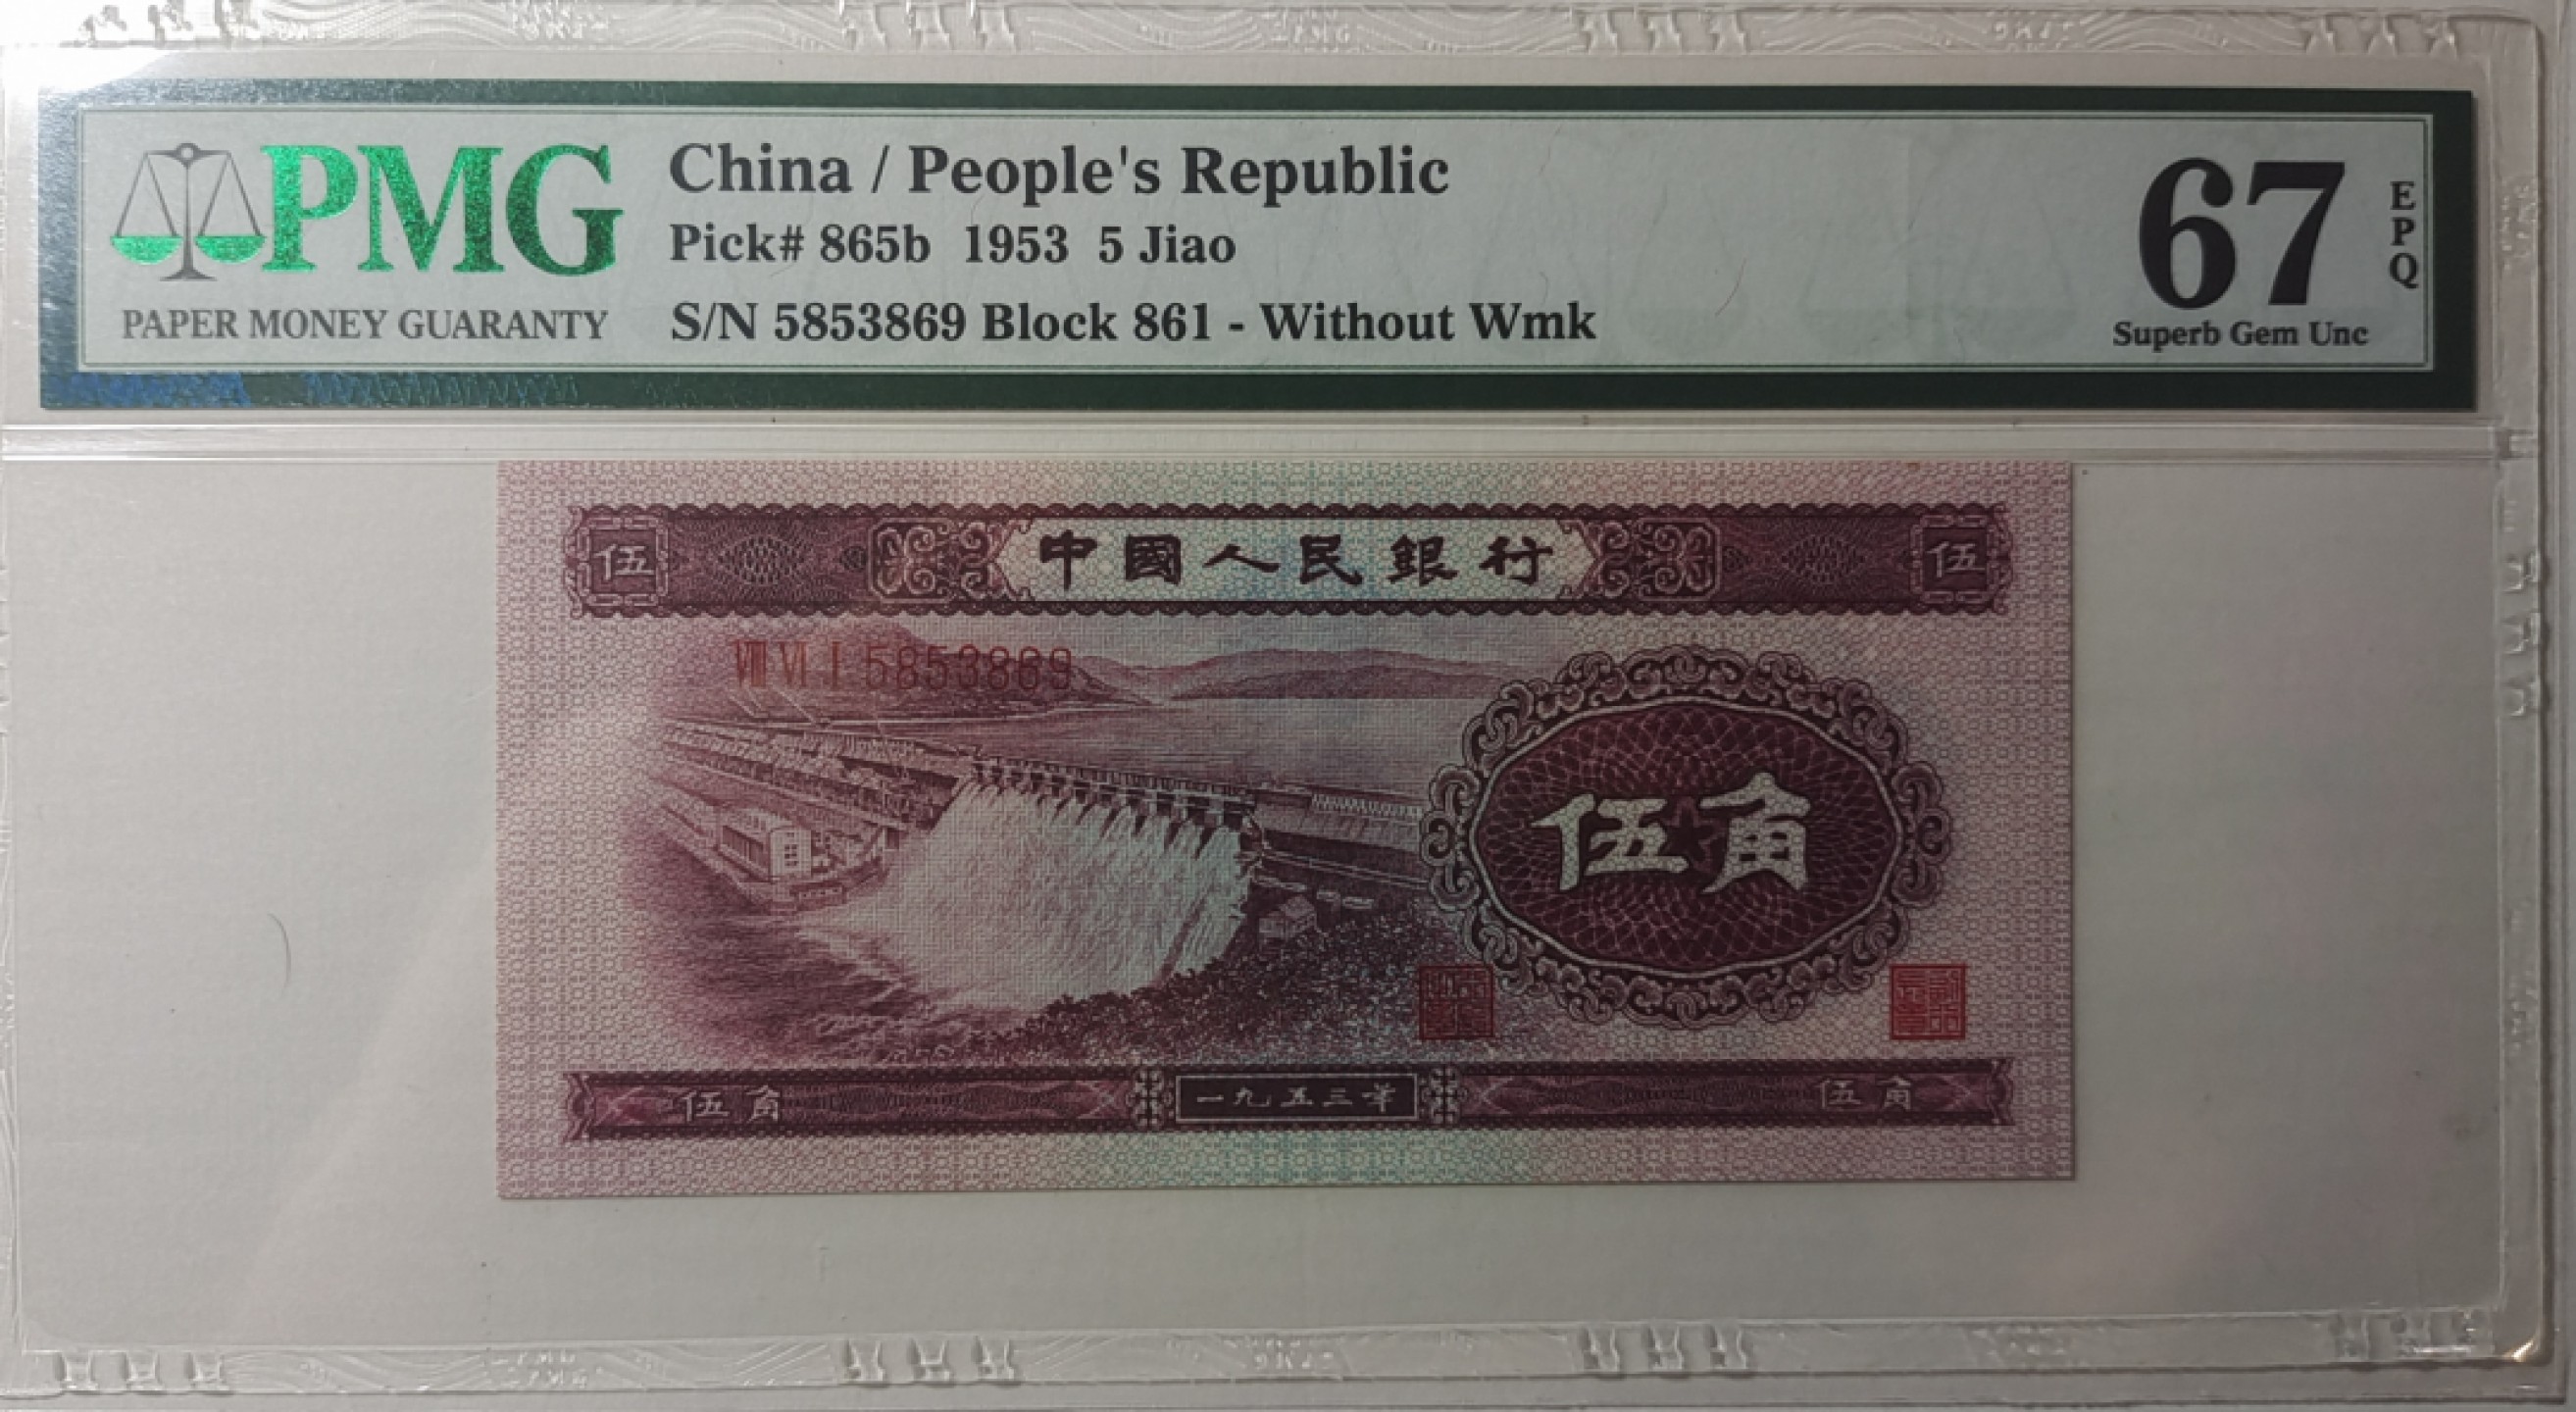 PMG
PAPER MONEY GUARANTY
China / People's Republic
Pick# 865b 1953 5 Jiao
S/N 5853869 Block 861 - Without Wmk
67
EPQ
Superb Gem Unc
伍 中國人民銀行 伍
VIII VI I 5853869
伍角
伍角 一九五三年 伍角